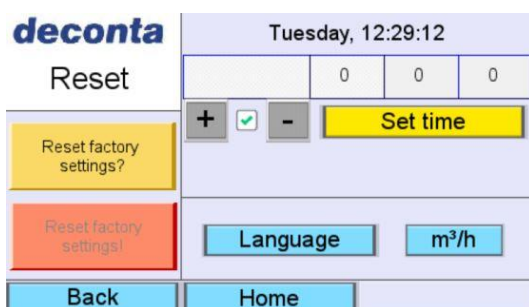 deconta
Tuesday, 12:29:12
Reset
0 0 0
+ -
Set time
Reset factory
settings?
Reset factory
settings!
Language
m³/h
Back
Home